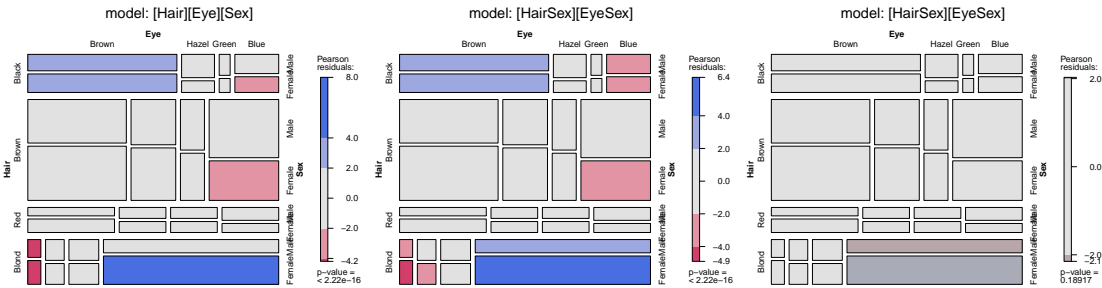 model: [Hair][Eye][Sex]
Eye
Brown Hazel Green Blue
Hair
Black
Brown
Red
Blond
Sex
Male
Female
Male
Female
Male
Female
Male
Female
Pearson
residuals:
8.0
4.0
2.0
0.0
−2.0
−4.2
p−value =
< 2.22e−16
model: [HairSex][EyeSex]
Eye
Brown Hazel Green Blue
Hair
Black
Brown
Red
Blond
Sex
Male
Female
Male
Female
Male
Female
Male
Female
Pearson
residuals:
6.4
4.0
2.0
0.0
−2.0
−4.0
−4.9
p−value =
< 2.22e−16
model: [HairSex][EyeSex]
Eye
Brown Hazel Green Blue
Hair
Black
Brown
Red
Blond
Sex
Male
Female
Male
Female
Male
Female
Male
Female
Pearson
residuals:
2.0
0.0
−2.0
−2.1
p−value =
0.18917